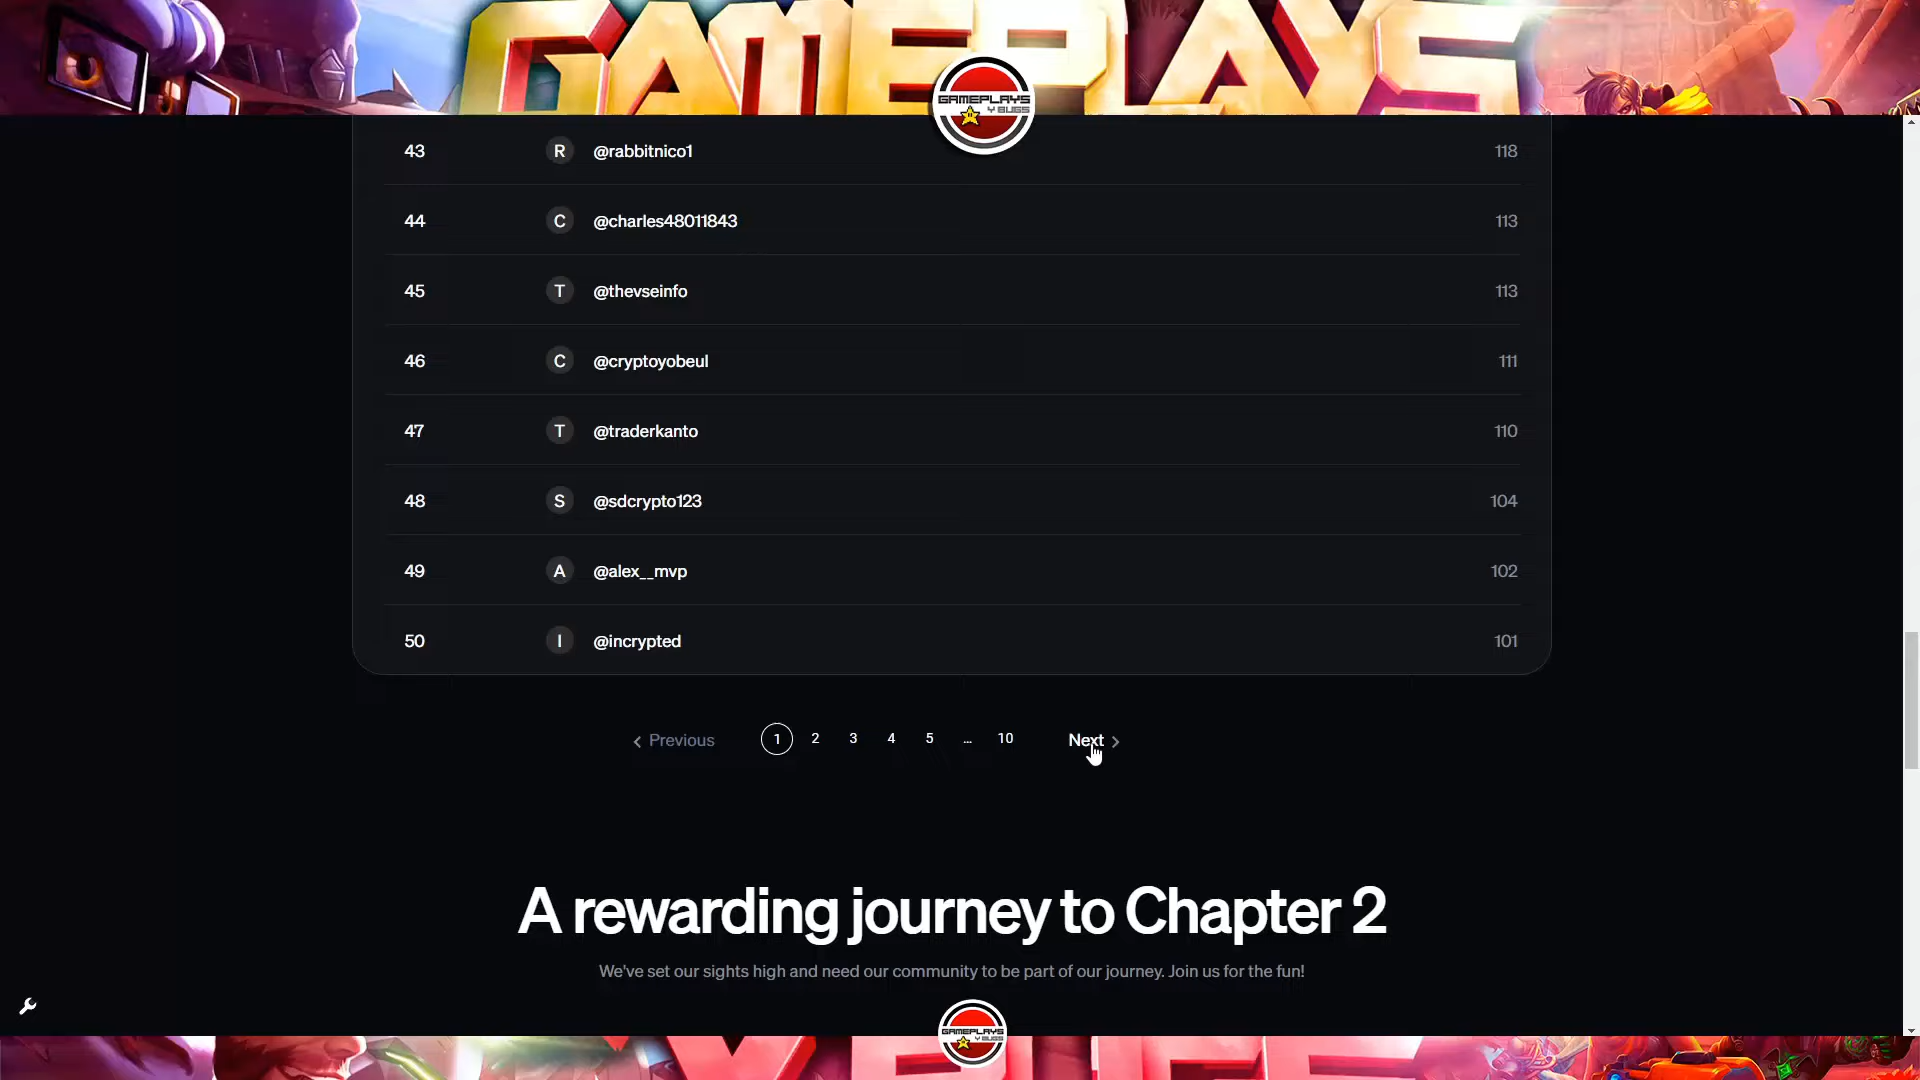 GAMEPLAYS
GAMEPLAYS
Y BUGS
43 R @rabbitnico1 118
44 C @charles48011843 113
45 T @thevseinfo 113
46 C @cryptoyobeul 111
47 T @traderkanto 110
48 S @sdcrypto123 104
49 A @alex__mvp 102
50 I @incrypted 101
Previous 1 2 3 4 5 ... 10 Next
A rewarding journey to Chapter 2
We've set our sights high and need our community to be part of our journey. Join us for the fun!
GAMEPLAYS
Y BUGS